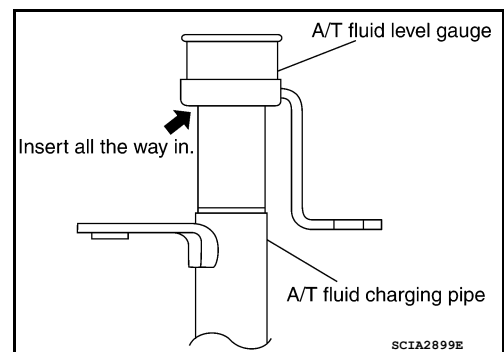 A/T fluid level gauge
Insert all the way in.
A/T fluid charging pipe
SCIA2899E